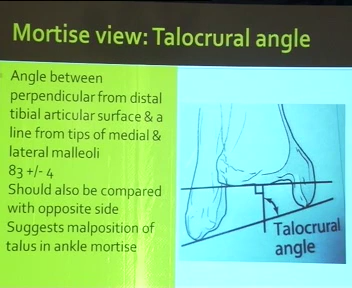 Mortise view: Talocrural angle
Angle between
perpendicular from distal
tibial articular surface & a
line from tips of medial &
lateral malleoli
83 +/- 4
Should also be compared
with opposite side
Suggests malposition of
talus in ankle mortise
Talocrural
angle